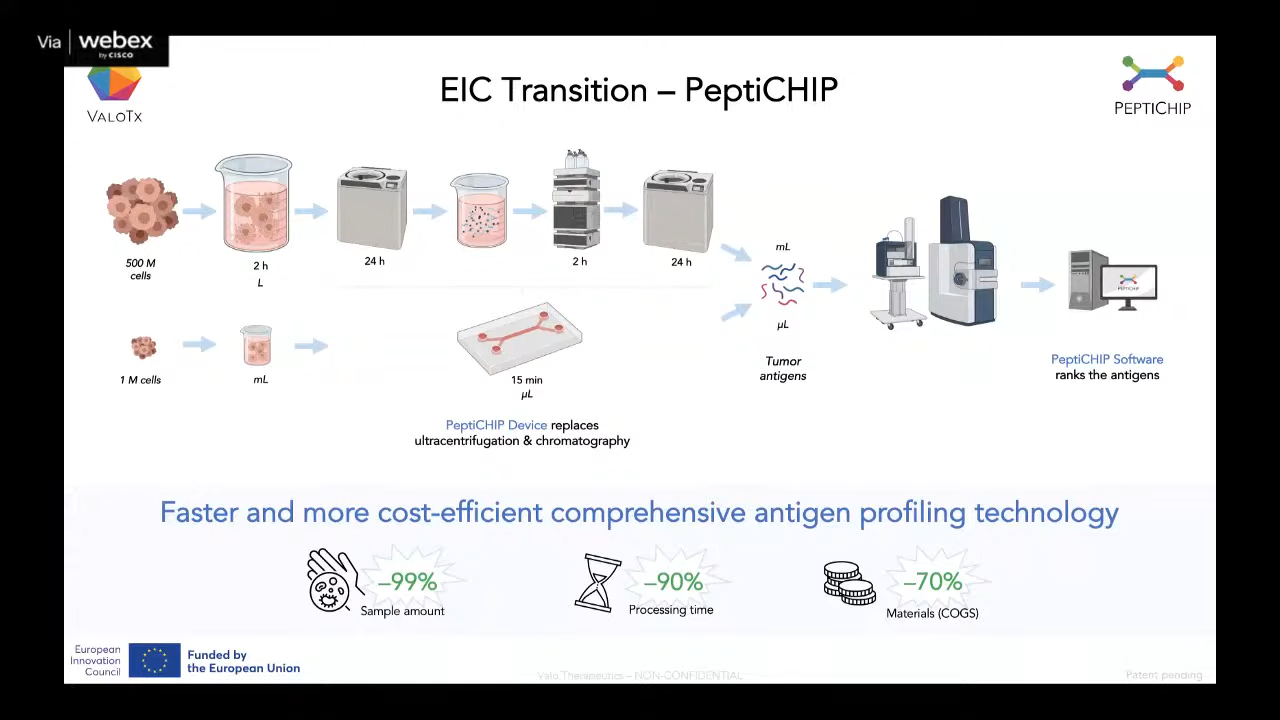 Via webex
by CISCO
VALOTX
EIC Transition – PeptiCHIP
PEPTICHIP
500 M
cells
2 h
L
24 h
2 h
24 h
mL
µL
Tumor
antigens
PEPTICHIP
PeptiCHIP Software
ranks the antigens
1 M cells
mL
15 min
µL
PeptiCHIP Device replaces
ultracentrifugation & chromatography
Faster and more cost-efficient comprehensive antigen profiling technology
–99%
Sample amount
–90%
Processing time
–70%
Materials (COGS)
European
Innovation
Council
Funded by
the European Union
Valo Therapeutics – NON-CONFIDENTIAL
Patent pending